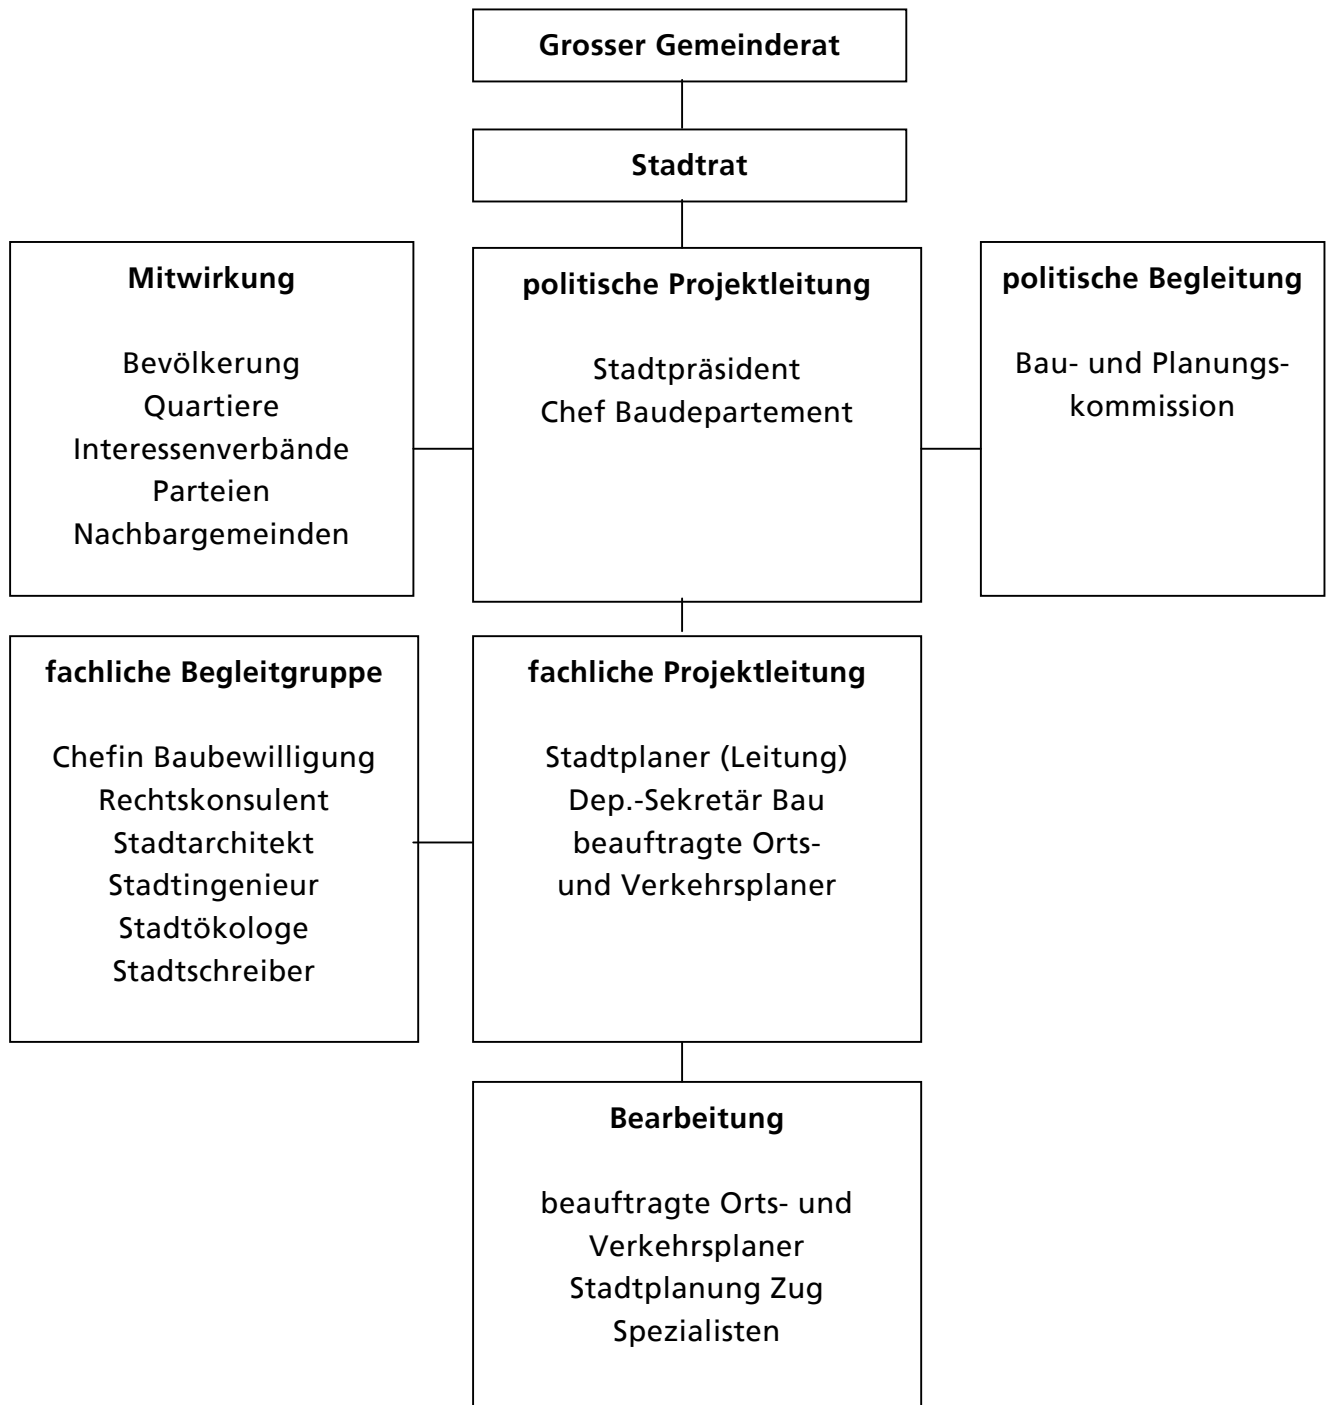 Grosser Gemeinderat
Stadtrat
Mitwirkung
Bevölkerung
Quartiere
Interessenverbände
Parteien
Nachbargemeinden
politische Projektleitung
Stadtpräsident
Chef Baudepartement
politische Begleitung
Bau- und Planungs-
kommission
fachliche Begleitgruppe
Chefin Baubewilligung
Rechtskonsulent
Stadtarchitekt
Stadtingenieur
Stadtökologe
Stadtschreiber
fachliche Projektleitung
Stadtplaner (Leitung)
Dep.-Sekretär Bau
beauftragte Orts-
und Verkehrsplaner
Bearbeitung
beauftragte Orts- und
Verkehrsplaner
Stadtplanung Zug
Spezialisten